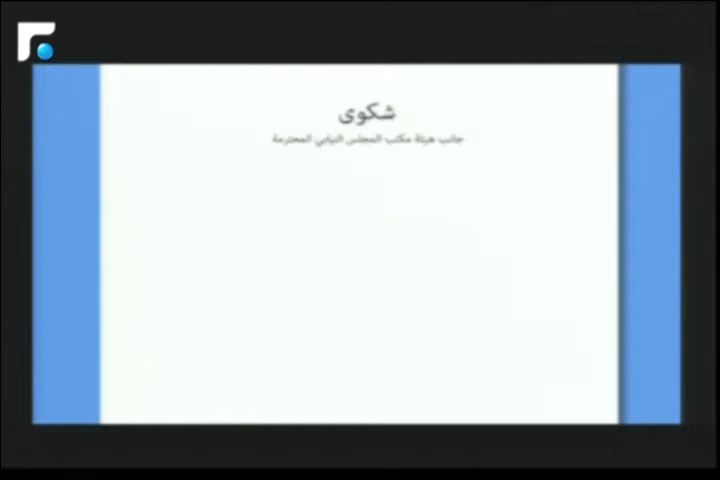 شكوى
جانب هيئة مكتب المجلس النيابي المحترمة